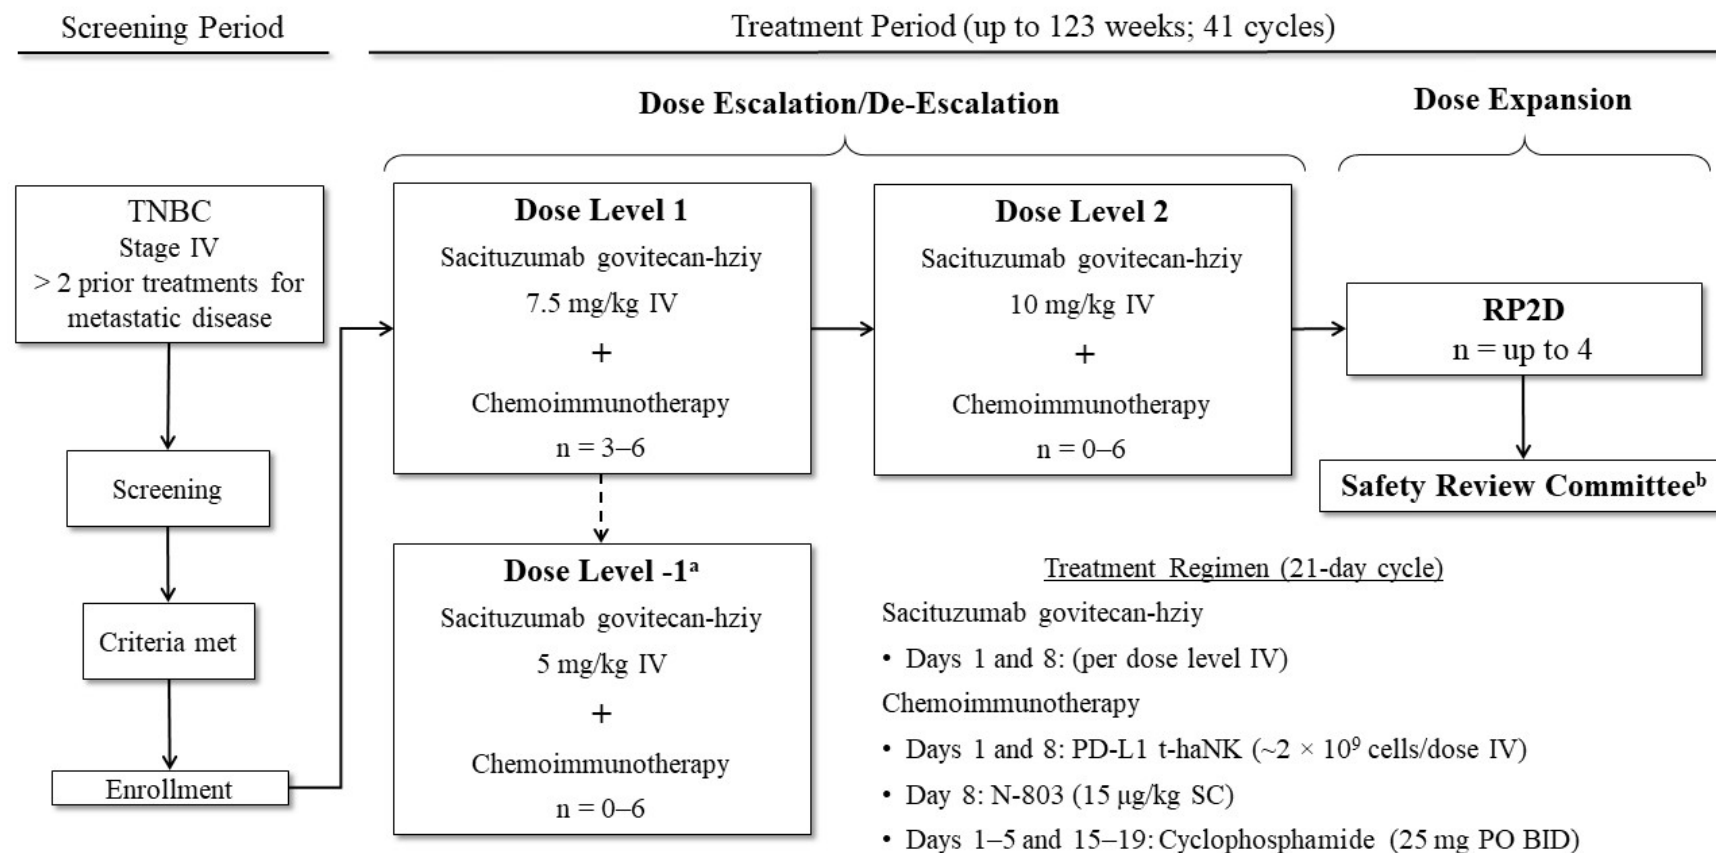 Screening Period
Treatment Period (up to 123 weeks; 41 cycles)
Dose Escalation/De-Escalation
Dose Expansion
TNBC
Stage IV
> 2 prior treatments for
metastatic disease
Screening
Criteria met
Enrollment
Dose Level 1
Sacituzumab govitecan-hziy
7.5 mg/kg IV
+
Chemoimmunotherapy
n = 3–6
Dose Level -1ᵃ
Sacituzumab govitecan-hziy
5 mg/kg IV
+
Chemoimmunotherapy
n = 0–6
Dose Level 2
Sacituzumab govitecan-hziy
10 mg/kg IV
+
Chemoimmunotherapy
n = 0–6
RP2D
n = up to 4
Safety Review Committeeᵇ
Treatment Regimen (21-day cycle)
Sacituzumab govitecan-hziy
• Days 1 and 8: (per dose level IV)
Chemoimmunotherapy
• Days 1 and 8: PD-L1 t-haNK (~2 × 10⁹ cells/dose IV)
• Day 8: N-803 (15 µg/kg SC)
• Days 1–5 and 15–19: Cyclophosphamide (25 mg PO BID)